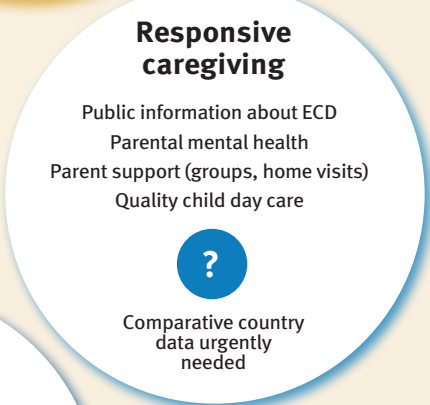 Responsive
caregiving
Public information about ECD
Parental mental health
Parent support (groups, home visits)
Quality child day care
?
Comparative country
data urgently
needed